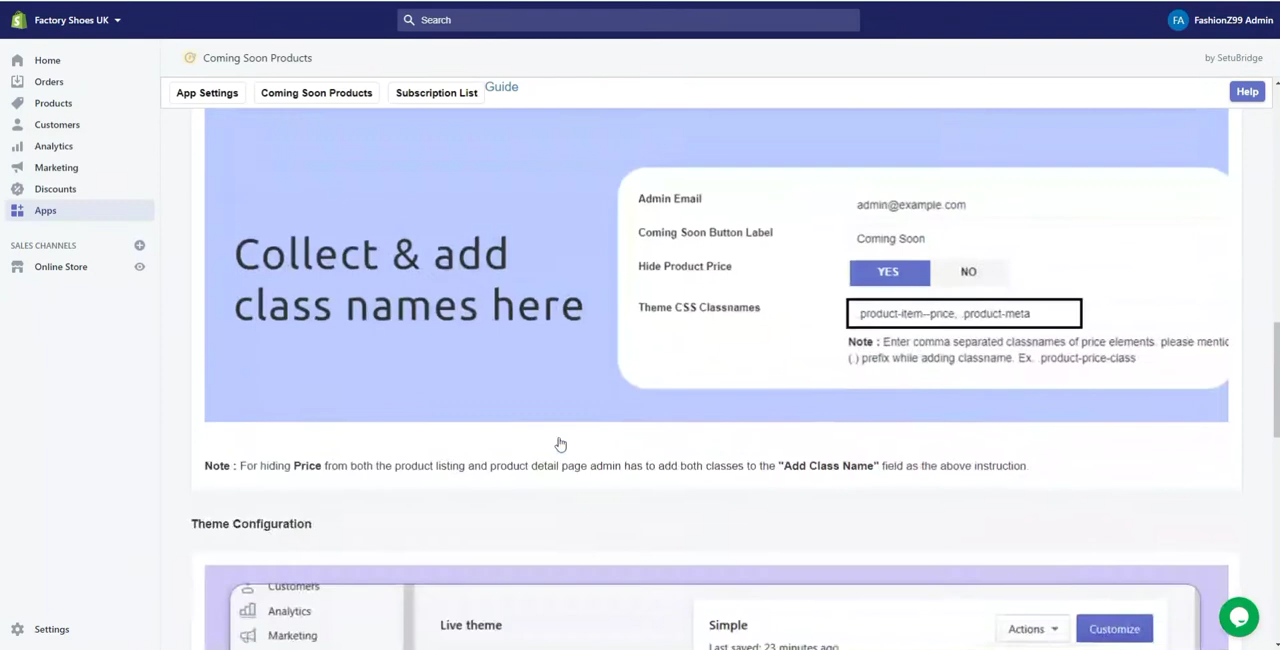 Factory Shoes UK
Search
FA
FashionZ99 Admin
Home
Orders
Products
Customers
Analytics
Marketing
Discounts
Apps
SALES CHANNELS
Online Store
Settings
Coming Soon Products
by SetuBridge
App Settings
Coming Soon Products
Subscription List
Guide
Help
Collect & add
class names here
Admin Email
admin@example.com
Coming Soon Button Label
Coming Soon
Hide Product Price
YES
NO
Theme CSS Classnames
product-item--price, .product-meta
Note : Enter comma separated classnames of price elements. please mentic
(.) prefix while adding classname. Ex. .product-price-class
Note : For hiding Price from both the product listing and product detail page admin has to add both classes to the "Add Class Name" field as the above instruction.
Theme Configuration
Customers
Analytics
Marketing
Live theme
Simple
Last saved: 23 minutes ago.
Actions
Customize